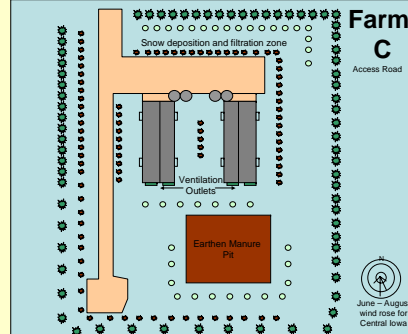 Farm
C
Access Road
Snow deposition and filtration zone
Ventilation
Outlets
Earthen Manure
Pit
N
June – Augus
wind rose for
Central Iowa